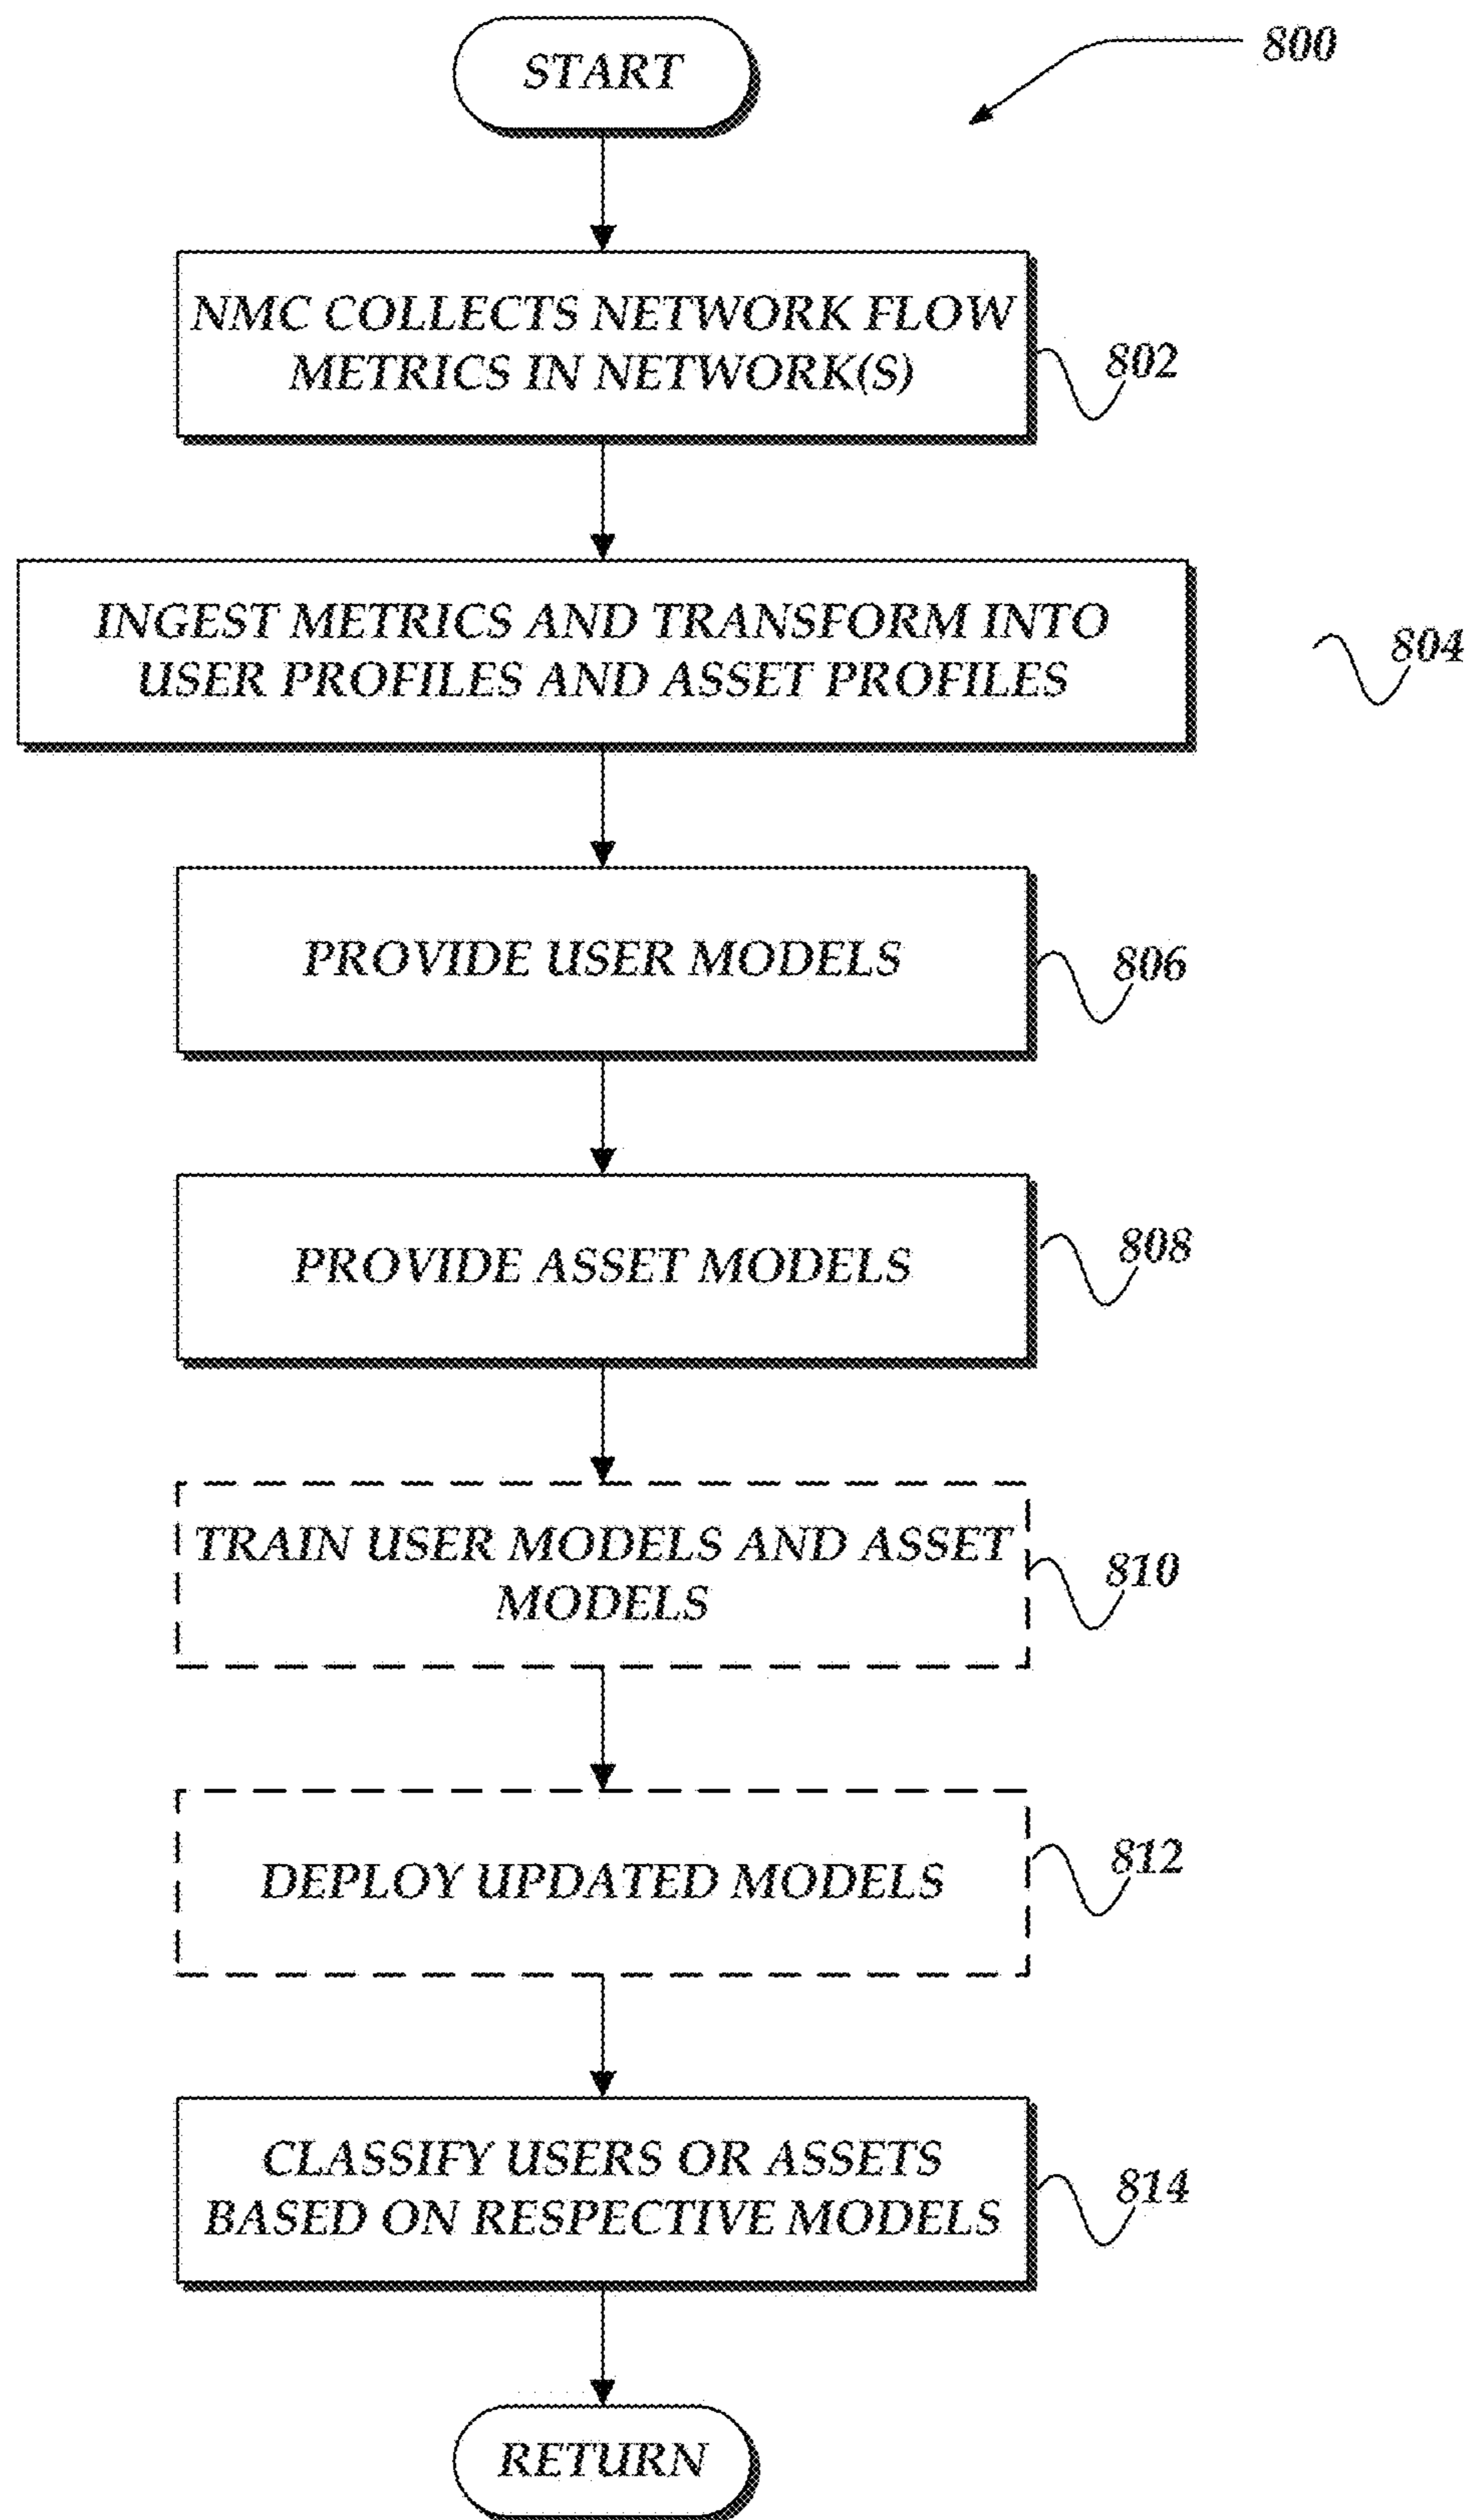 START
800
NMC COLLECTS NETWORK FLOW
METRICS IN NETWORK(S)
802
INGEST METRICS AND TRANSFORM INTO
USER PROFILES AND ASSET PROFILES
804
PROVIDE USER MODELS
806
PROVIDE ASSET MODELS
808
TRAIN USER MODELS AND ASSET
MODELS
810
DEPLOY UPDATED MODELS
812
CLASSIFY USERS OR ASSETS
BASED ON RESPECTIVE MODELS
814
RETURN